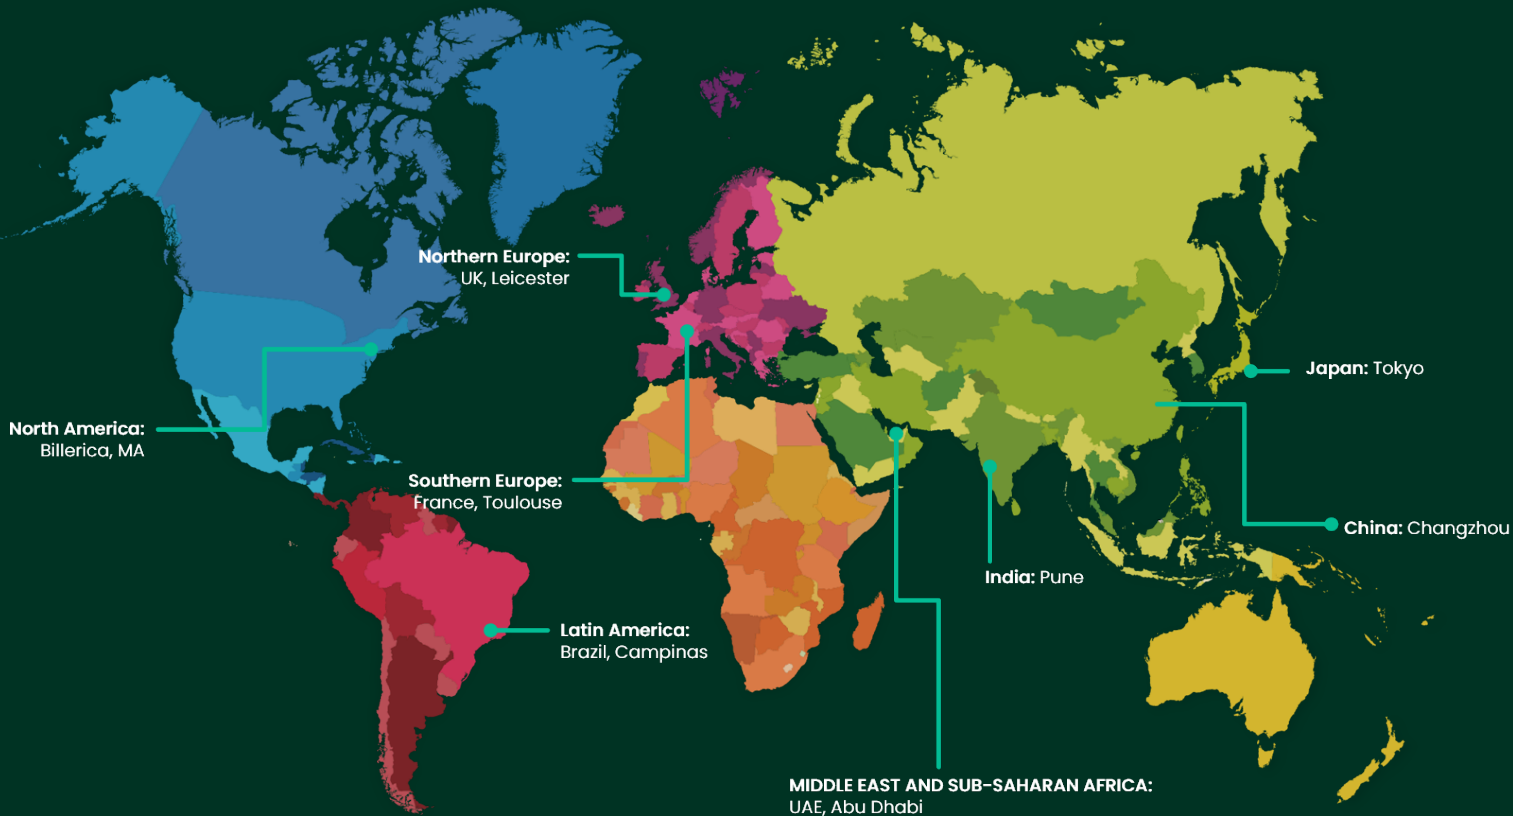 Northern Europe:
UK, Leicester
Japan: Tokyo
North America:
Billerica, MA
Southern Europe:
France, Toulouse
China: Changzhou
India: Pune
Latin America:
Brazil, Campinas
MIDDLE EAST AND SUB-SAHARAN AFRICA:
UAE, Abu Dhabi